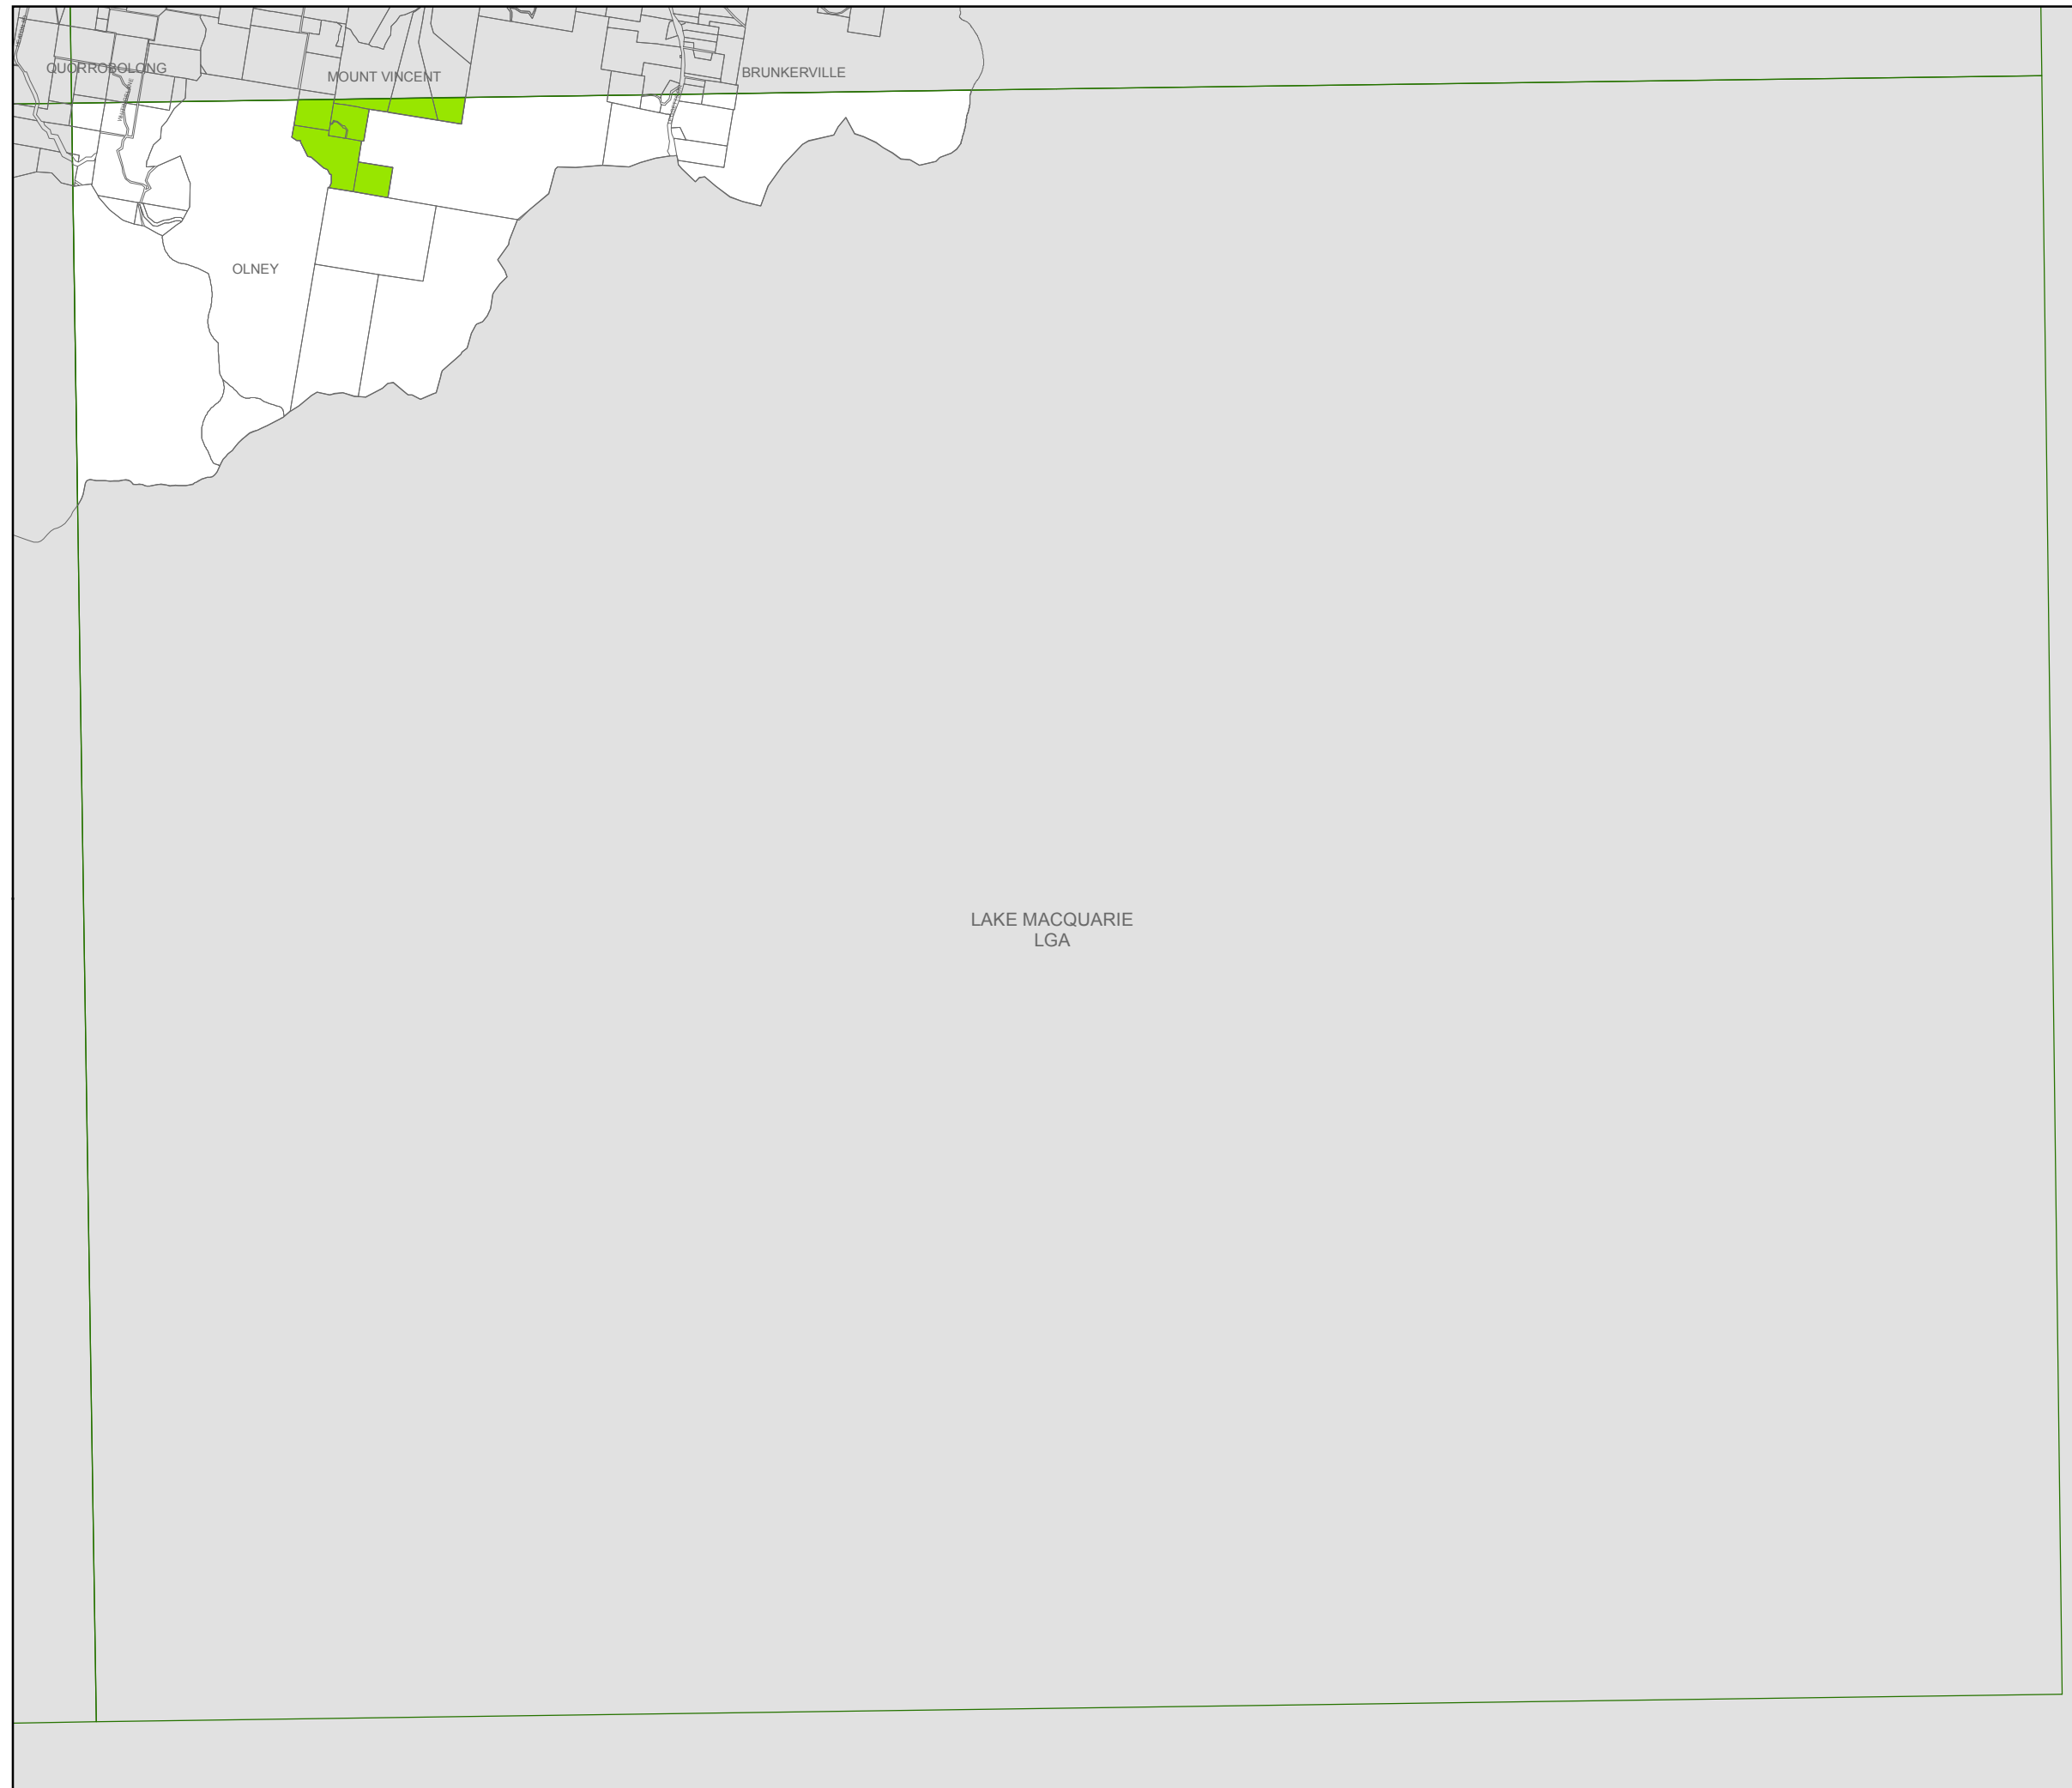 QUORROBOLONG
MOUNT VINCENT
BRUNKERVILLE
OLNEY
LAKE MACQUARIE
LGA